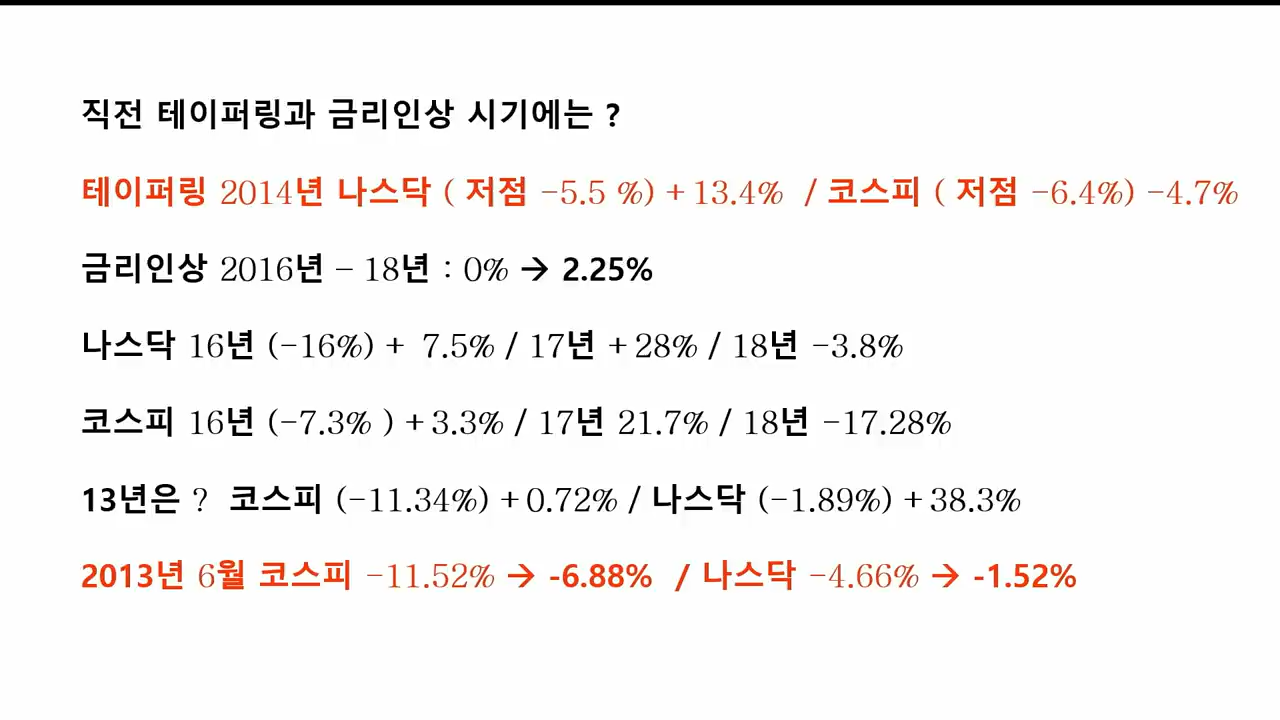 직전 테이퍼링과 금리인상 시기에는 ?
테이퍼링 2014년 나스닥 ( 저점 -5.5 %) + 13.4% / 코스피 ( 저점 -6.4%) -4.7%
금리인상 2016년 – 18년 : 0% → 2.25%
나스닥 16년 (-16%) + 7.5% / 17년 + 28% / 18년 -3.8%
코스피 16년 (-7.3% ) + 3.3% / 17년 21.7% / 18년 -17.28%
13년은 ? 코스피 (-11.34%) + 0.72% / 나스닥 (-1.89%) + 38.3%
2013년 6월 코스피 -11.52% → -6.88% / 나스닥 -4.66% → -1.52%